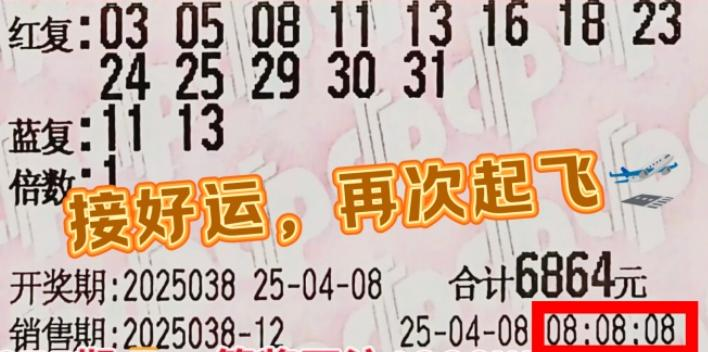 红复:03 05 08 11 13 16 18 23
24 25 29 30 31
蓝复:11 13
倍数:1
接好运，再次起飞
开奖期:2025038 25-04-08 合计6864元
销售期:2025038-12 25-04-08 08:08:08